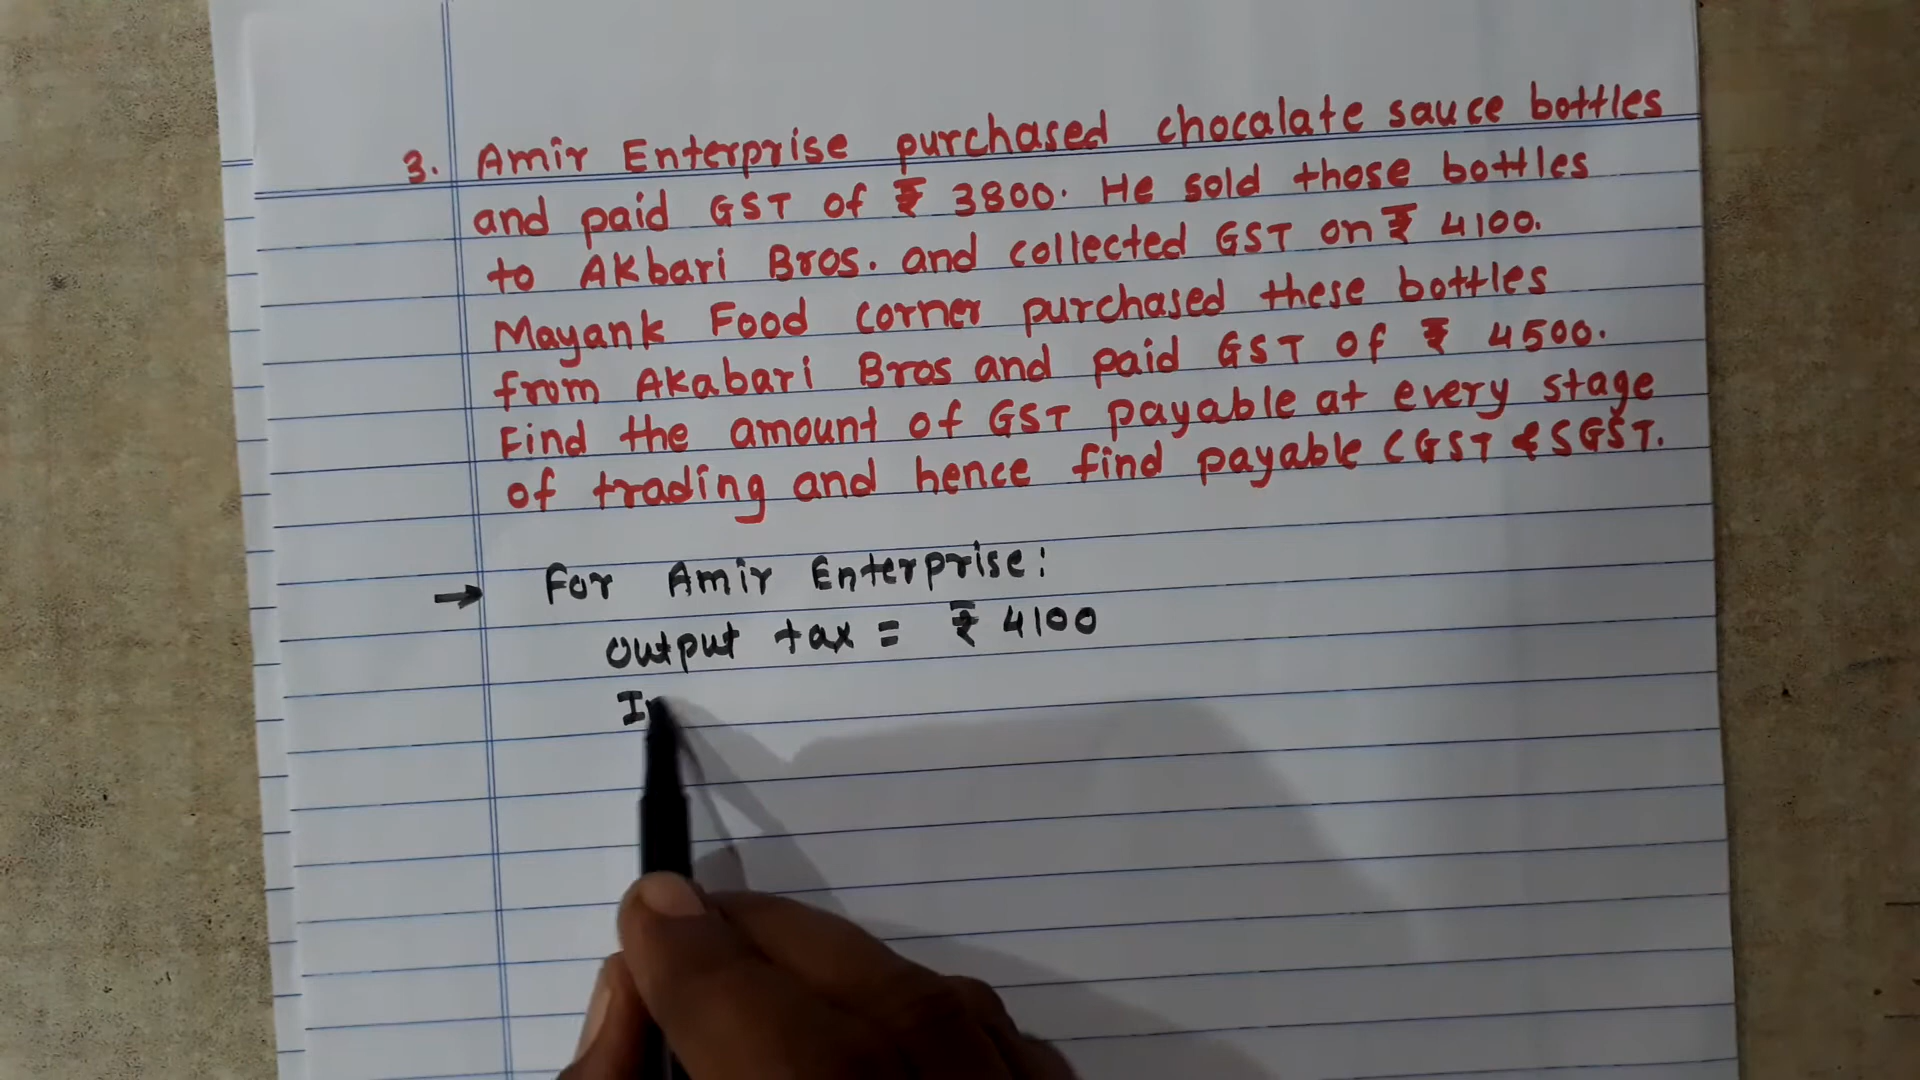 3. Amir Enterprise purchased chocalate sauce bottles
and paid GST of ₹ 3800. He sold those bottles
to Akbari Bros. and collected GST on ₹ 4100.
Mayank Food corner purchased these bottles
from Akabari Bros and paid GST of ₹ 4500.
Find the amount of GST payable at every stage
of trading and hence find payable CGST & SGST.
→ For Amir Enterprise:
Output tax = ₹ 4100